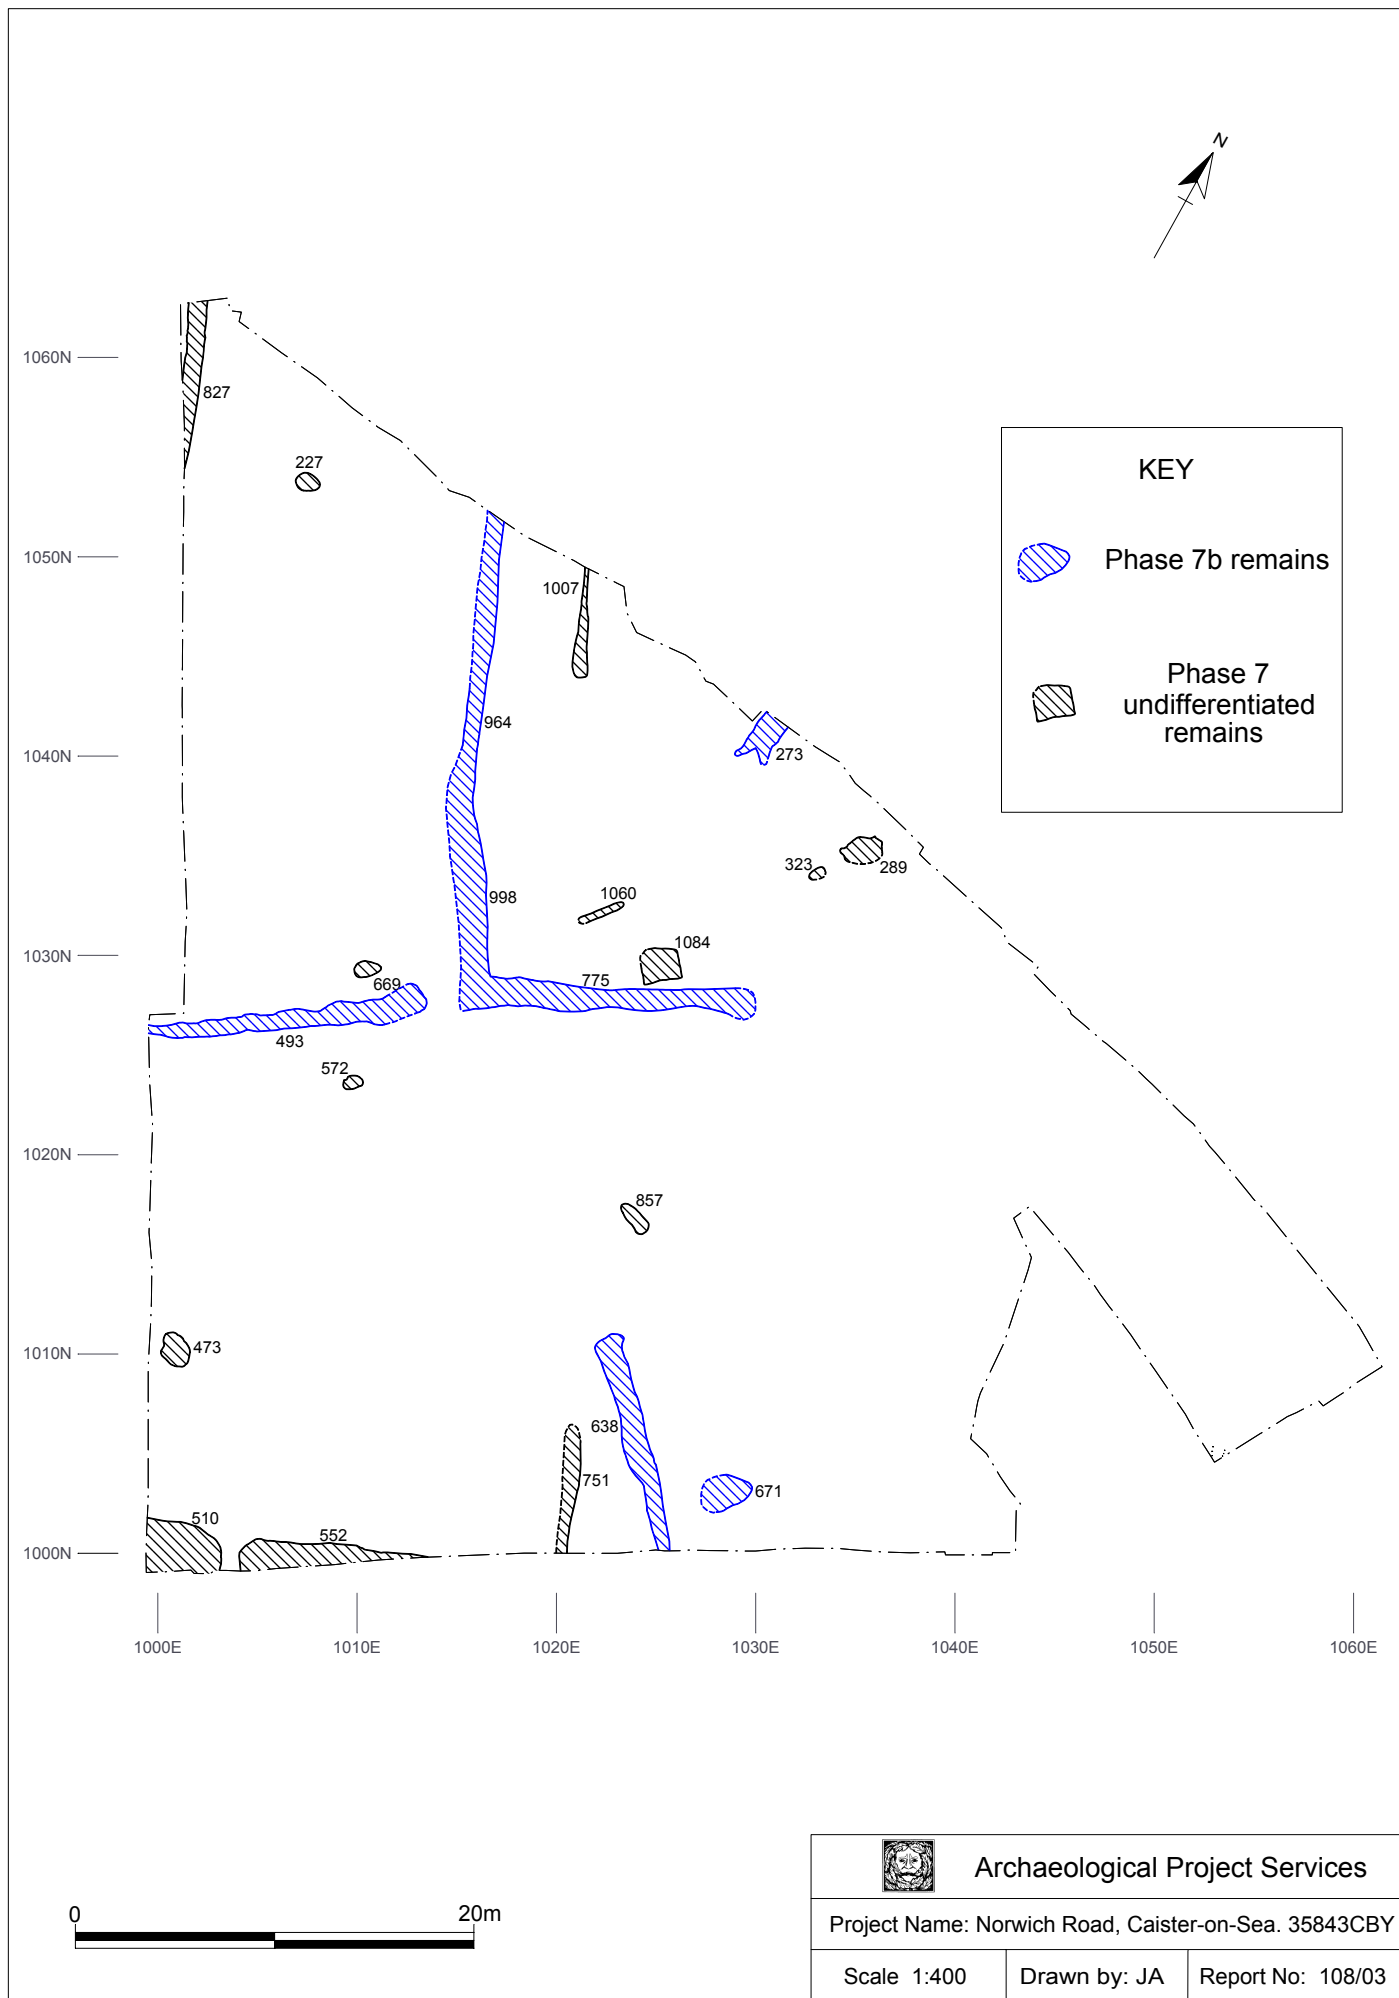 N
1060N
827
227
1050N
1007
964
1040N
273
323
289
998
1060
1030N
1084
669
775
493
572
1020N
857
1010N
473
638
751
671
510
552
1000N
1000E
1010E
1020E
1030E
1040E
1050E
1060E
KEY
Phase 7b remains
Phase 7
undifferentiated
remains
0
20m
Archaeological Project Services
Project Name: Norwich Road, Caister-on-Sea. 35843CBY
Scale 1:400
Drawn by: JA
Report No: 108/03